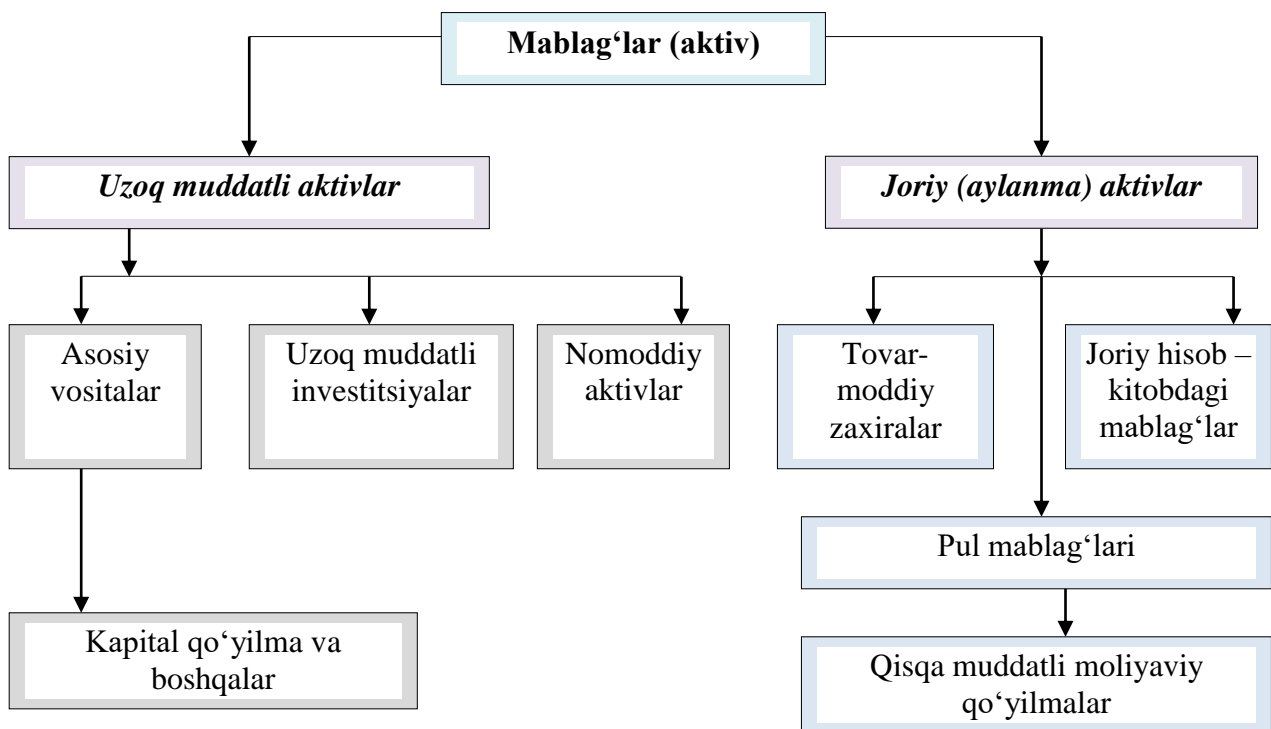 Mablag‘lar (aktiv)
Uzoq muddatli aktivlar
Joriy (aylanma) aktivlar
Asosiy
vositalar
Uzoq muddatli
investitsiyalar
Nomoddiy
aktivlar
Tovar-
moddiy
zaxiralar
Joriy hisob –
kitobdagi
mablag‘lar
Pul mablag‘lari
Kapital qo‘yilma va
boshqalar
Qisqa muddatli moliyaviy
qo‘yilmalar